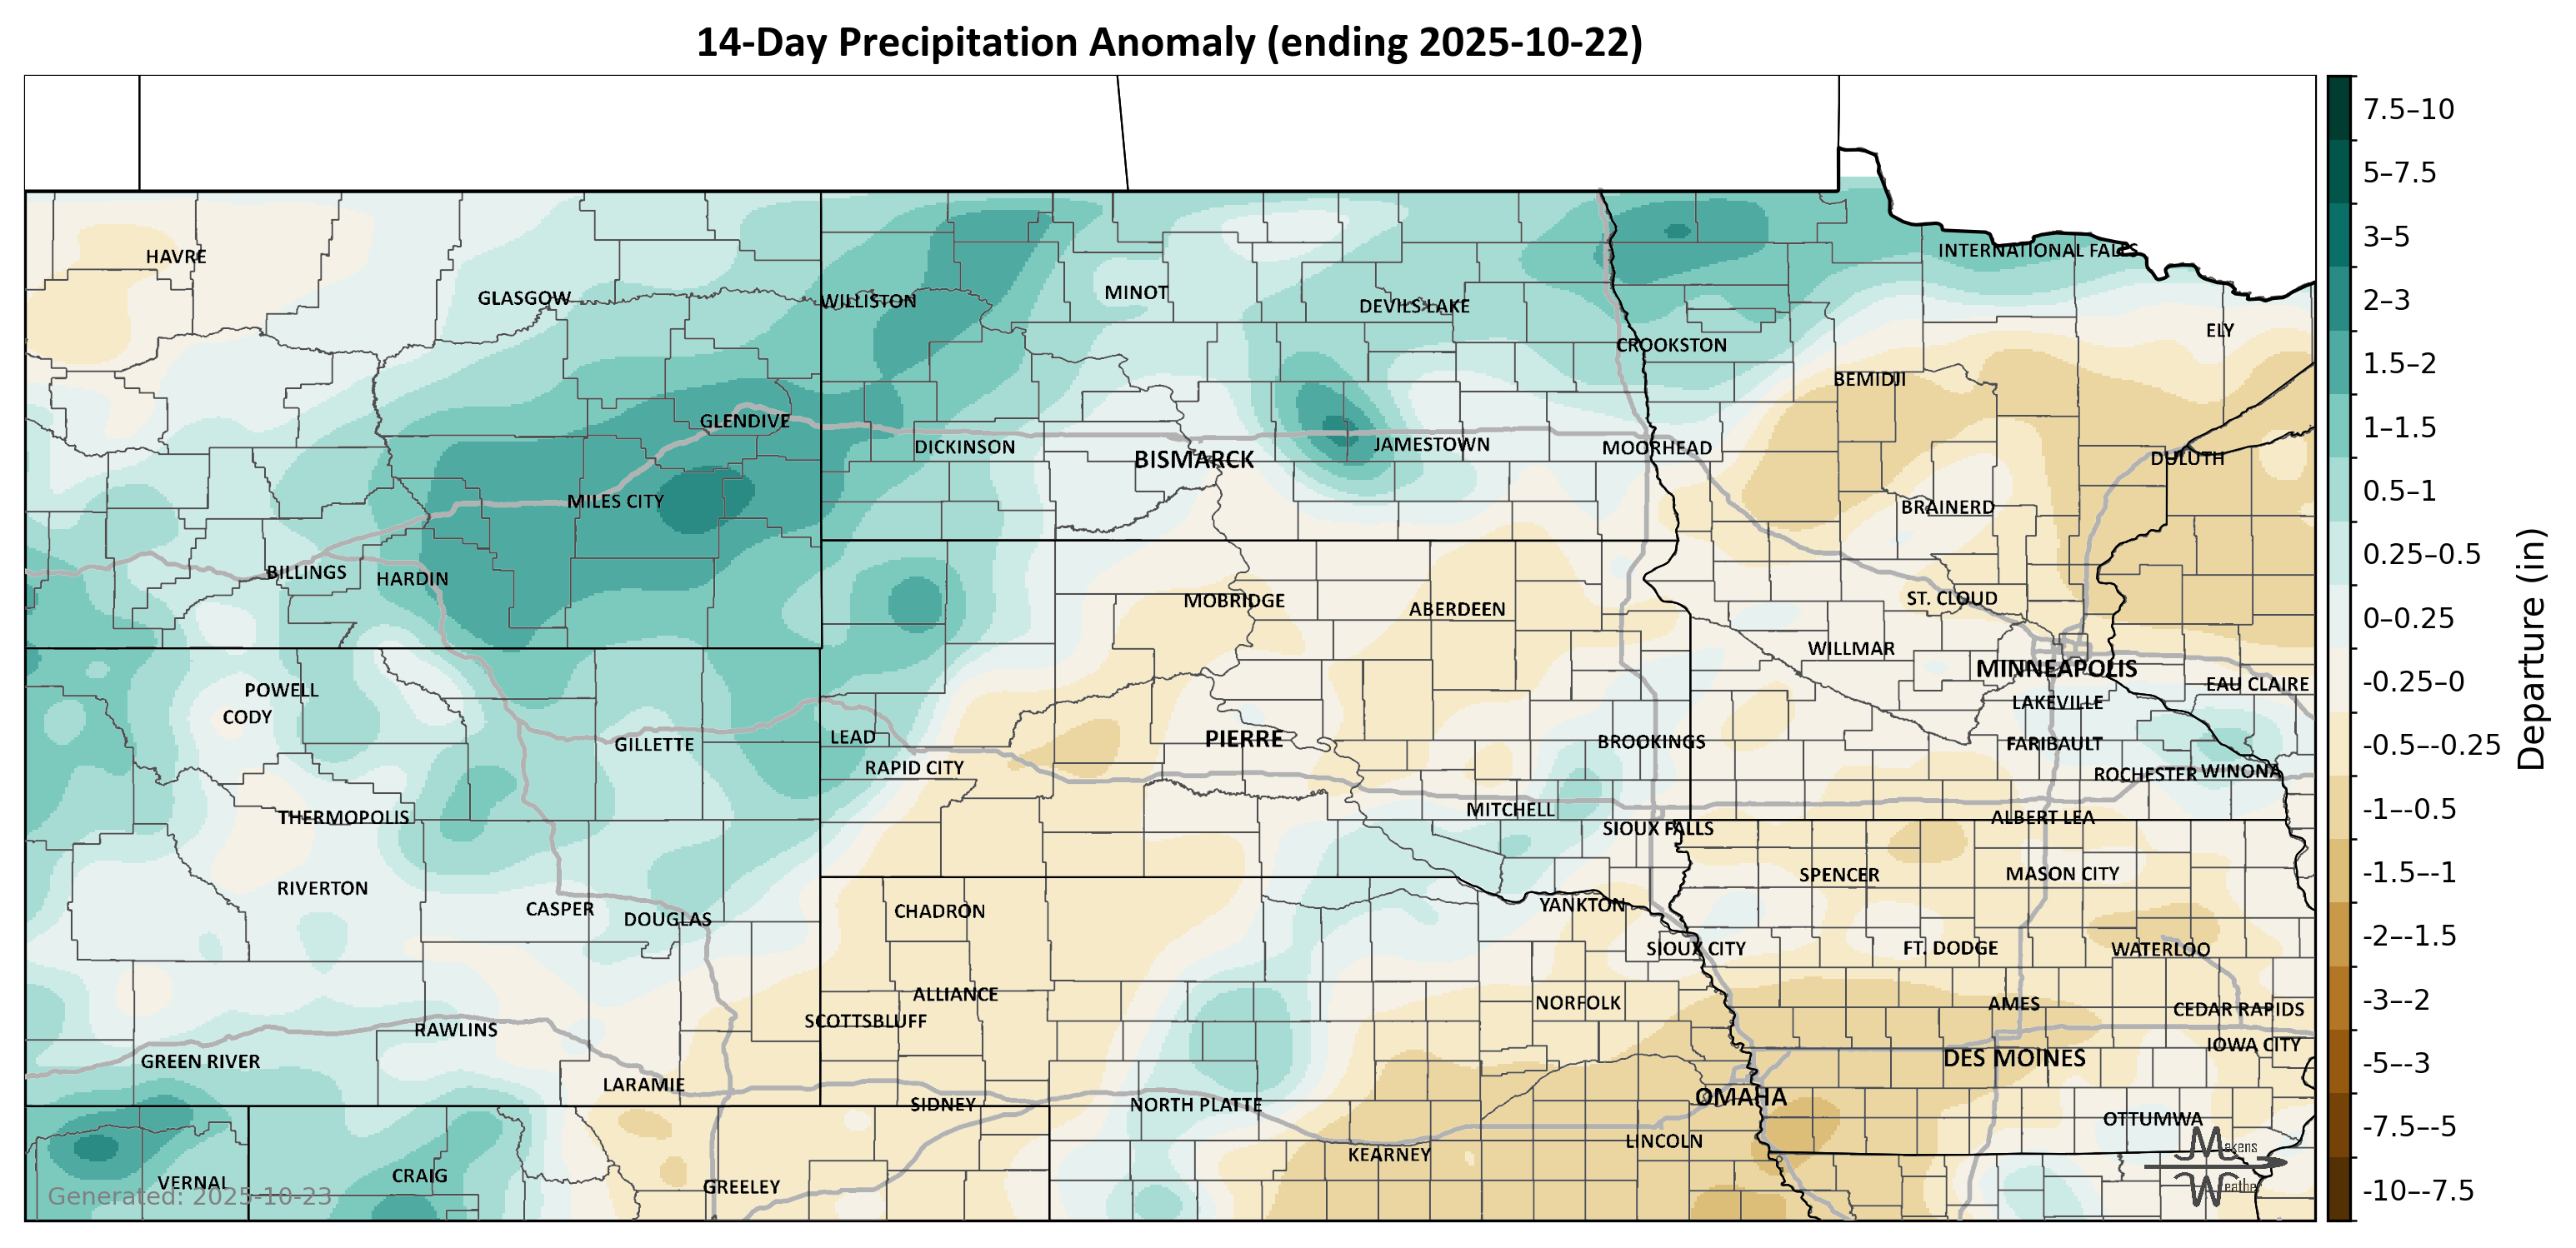 14-Day Precipitation Anomaly (ending 2025-10-22)
HAVRE
GLASGOW
WILLISTON
MINOT
DEVILS LAKE
CROOKSTON
INTERNATIONAL FALLS
ELY
BEMIDJI
GLENDIVE
DICKINSON
BISMARCK
JAMESTOWN
MOORHEAD
DULUTH
MILES CITY
BRAINERD
BILLINGS
HARDIN
MOBRIDGE
ABERDEEN
ST. CLOUD
WILLMAR
MINNEAPOLIS
EAU CLAIRE
LAKEVILLE
POWELL
CODY
GILLETTE
LEAD
RAPID CITY
PIERRE
BROOKINGS
FARIBAULT
ROCHESTER
WINONA
THERMOPOLIS
MITCHELL
SIOUX FALLS
ALBERT LEA
RIVERTON
CASPER
DOUGLAS
CHADRON
YANKTON
SPENCER
MASON CITY
SIOUX CITY
FT. DODGE
WATERLOO
ALLIANCE
SCOTTSBLUFF
NORFOLK
AMES
CEDAR RAPIDS
RAWLINS
GREEN RIVER
LARAMIE
SIDNEY
NORTH PLATTE
OMAHA
DES MOINES
IOWA CITY
OTTUMWA
LINCOLN
KEARNEY
VERNAL
CRAIG
GREELEY
Generated: 2025-10-23
Makens
Weather
7.5–10
5–7.5
3–5
2–3
1.5–2
1–1.5
0.5–1
0.25–0.5
0–0.25
-0.25–0
-0.5–-0.25
-1–-0.5
-1.5–-1
-2–-1.5
-3–-2
-5–-3
-7.5–-5
-10–-7.5
Departure (in)